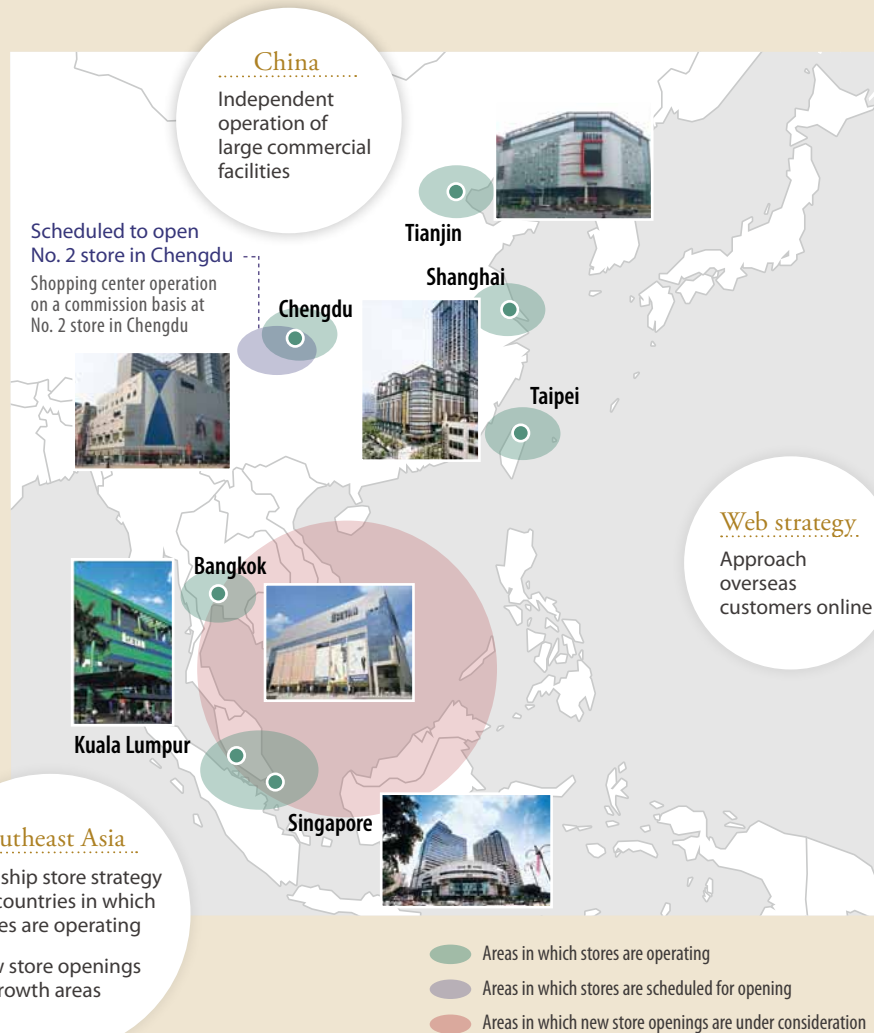 China
Independent
operation of
large commercial
facilities
Scheduled to open
No. 2 store in Chengdu
Shopping center operation
on a commission basis at
No. 2 store in Chengdu
Tianjin
Shanghai
Chengdu
Taipei
Web strategy
Approach
overseas
customers online
Bangkok
ISETAN
Kuala Lumpur
Singapore
utheast Asia
ship store strategy
countries in which
es are operating
w store openings
rowth areas
Areas in which stores are operating
Areas in which stores are scheduled for opening
Areas in which new store openings are under consideration